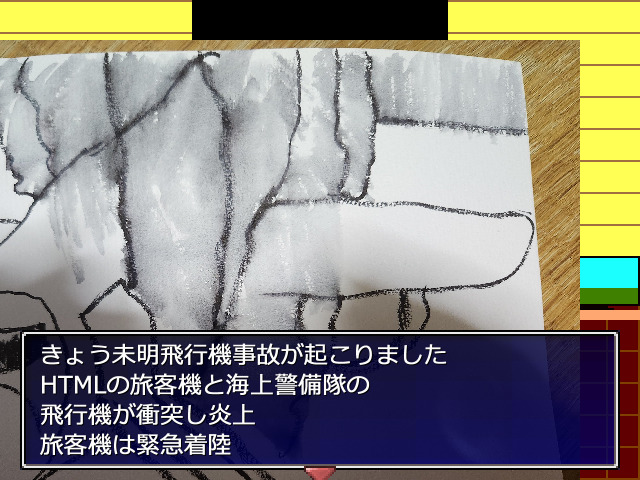 きょう未明飛行機事故が起こりました
HTMLの旅客機と海上警備隊の
飛行機が衝突し炎上
旅客機は緊急着陸